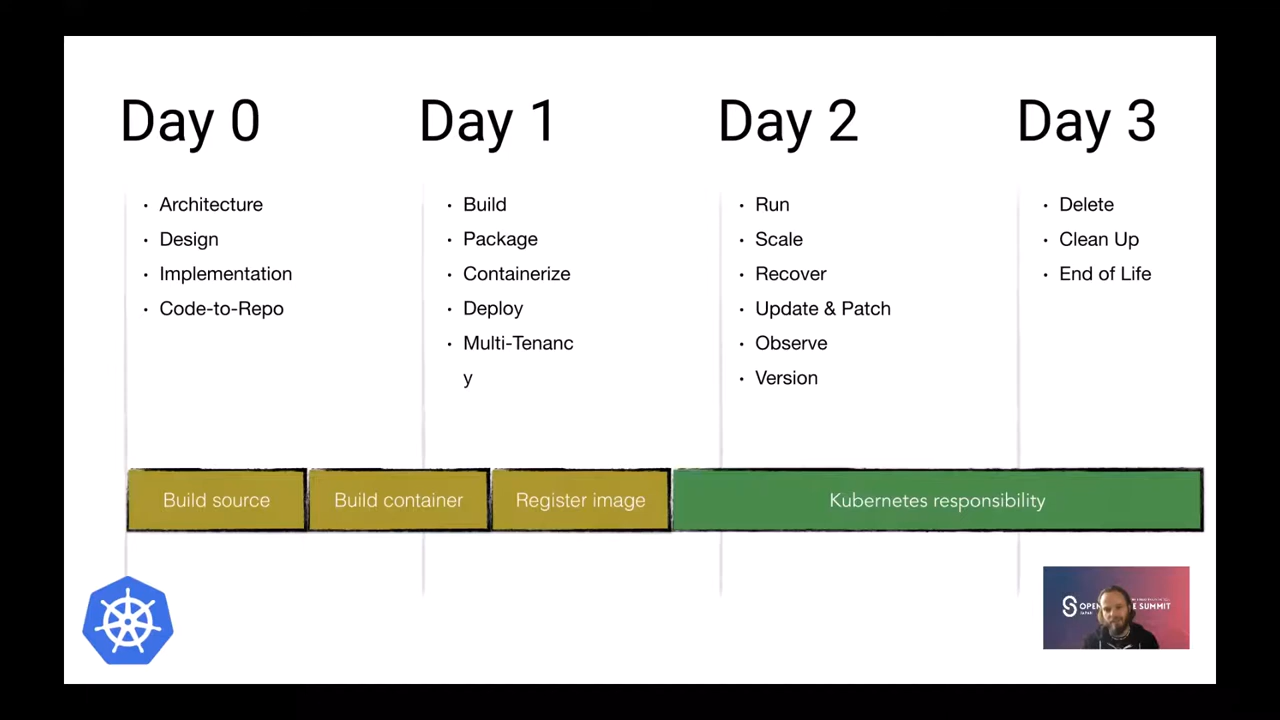 Day 0
Architecture
Design
Implementation
Code-to-Repo
Day 1
Build
Package
Containerize
Deploy
Multi-Tenanc
y
Day 2
Run
Scale
Recover
Update & Patch
Observe
Version
Day 3
Delete
Clean Up
End of Life
Build source
Build container
Register image
Kubernetes responsibility
SUMMIT
JAPAN